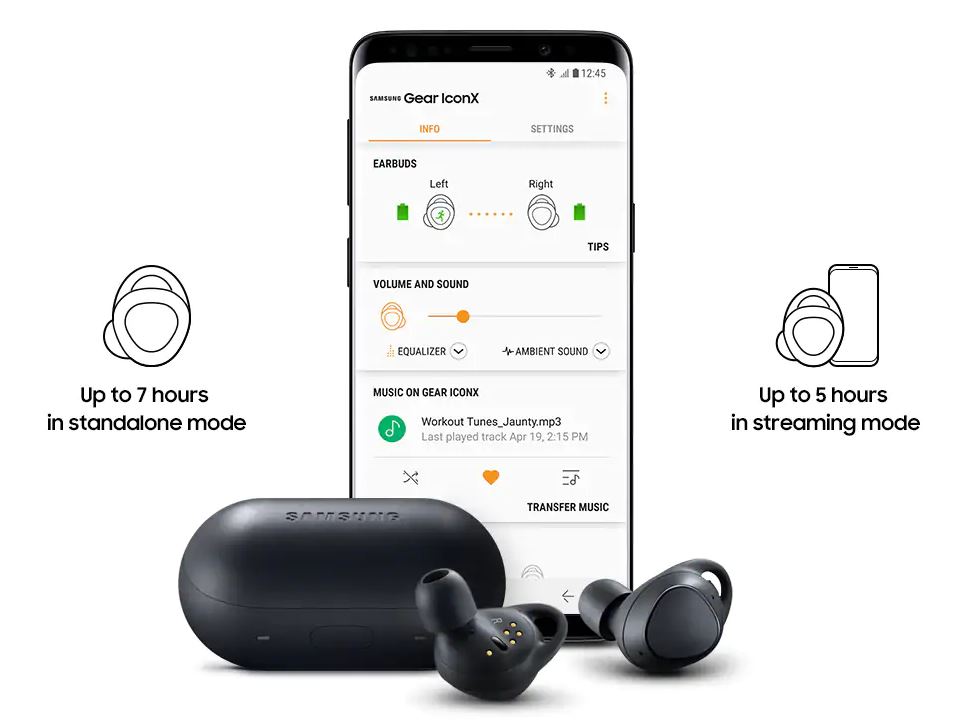 12:45
SAMSUNG Gear IconX
INFO SETTINGS
EARBUDS
Left Right
TIPS
VOLUME AND SOUND
EQUALIZER AMBIENT SOUND
MUSIC ON GEAR ICONX
Workout Tunes_Jaunty.mp3
Last played track Apr 19, 2:15 PM
TRANSFER MUSIC
Up to 7 hours
in standalone mode
Up to 5 hours
in streaming mode
SAMSUNG
R